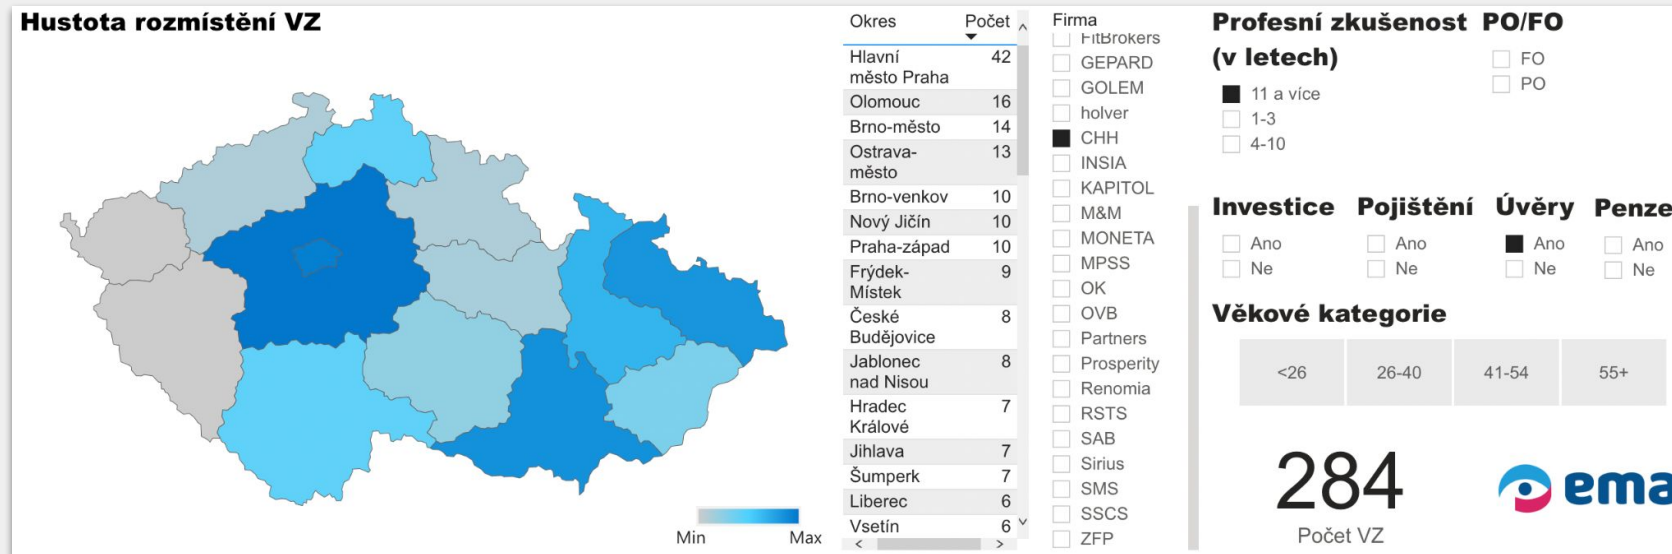 Hustota rozmístění VZ
Min
Max
Okres Počet
Hlavní
město Praha 42
Olomouc 16
Brno-město 14
Ostrava-
město 13
Brno-venkov 10
Nový Jičín 10
Praha-západ 10
Frýdek-
Místek 9
České
Budějovice 8
Jablonec
nad Nisou 8
Hradec
Králové 7
Jihlava 7
Šumperk 7
Liberec 6
Vsetín 6
Firma
FitBrokers
GEPARD
GOLEM
holver
CHH
INSIA
KAPITOL
M&M
MONETA
MPSS
OK
OVB
Partners
Prosperity
Renomia
RSTS
SAB
Sirius
SMS
SSCS
ZFP
Profesní zkušenost
(v letech)
11 a více
1-3
4-10
PO/FO
FO
PO
Investice Pojištění Úvěry Penze
Ano Ano Ano Ano
Ne Ne Ne Ne
Věkové kategorie
<26 26-40 41-54 55+
284
Počet VZ
ema